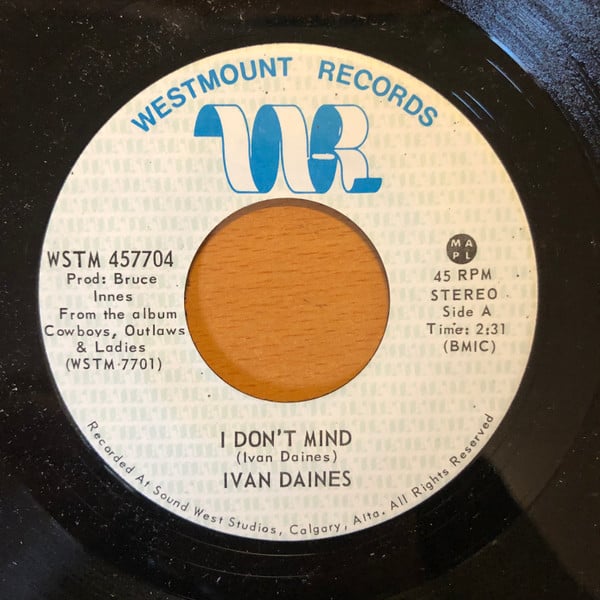 WESTMOUNT RECORDS
WR
WSTM 457704
Prod: Bruce
Innes
From the album
Cowboys, Outlaws
& Ladies
(WSTM 7701)
M A
P L
45 RPM
STEREO
Side A
Time: 2:31
(BMIC)
I DON'T MIND
(Ivan Daines)
IVAN DAINES
Recorded At Sound West Studios, Calgary, Alta. All Rights Reserved